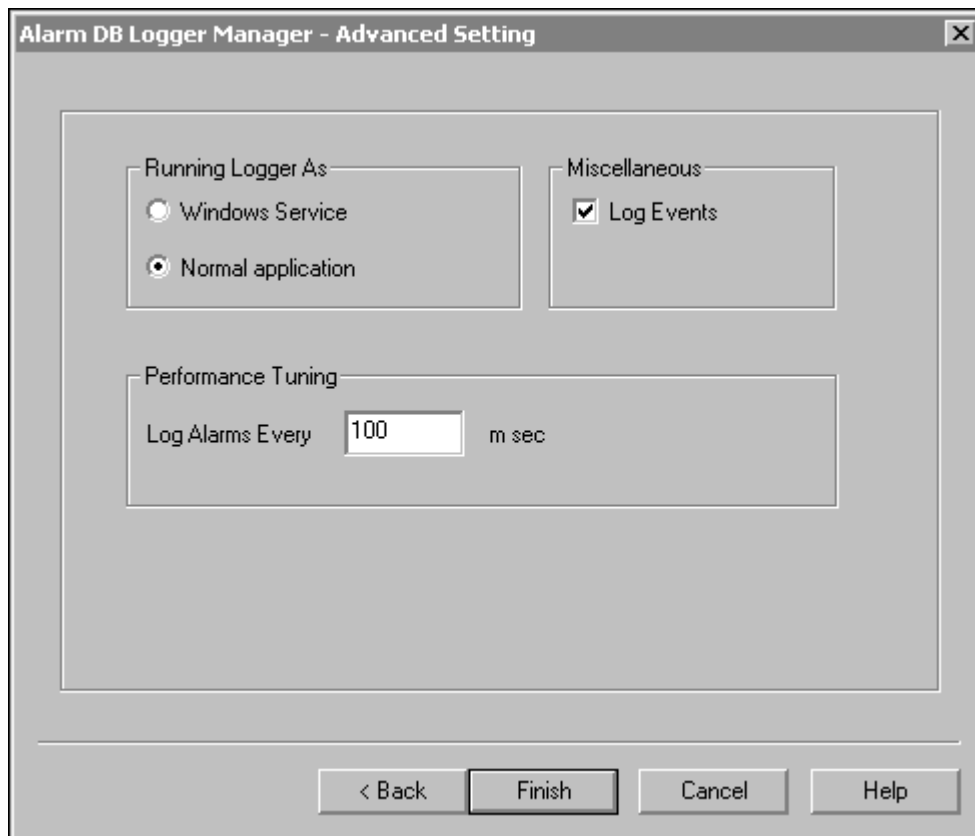 Alarm DB Logger Manager - Advanced Setting
Running Logger As
Windows Service
Normal application
Miscellaneous
Log Events
Performance Tuning
Log Alarms Every 100 m sec
< Back Finish Cancel Help